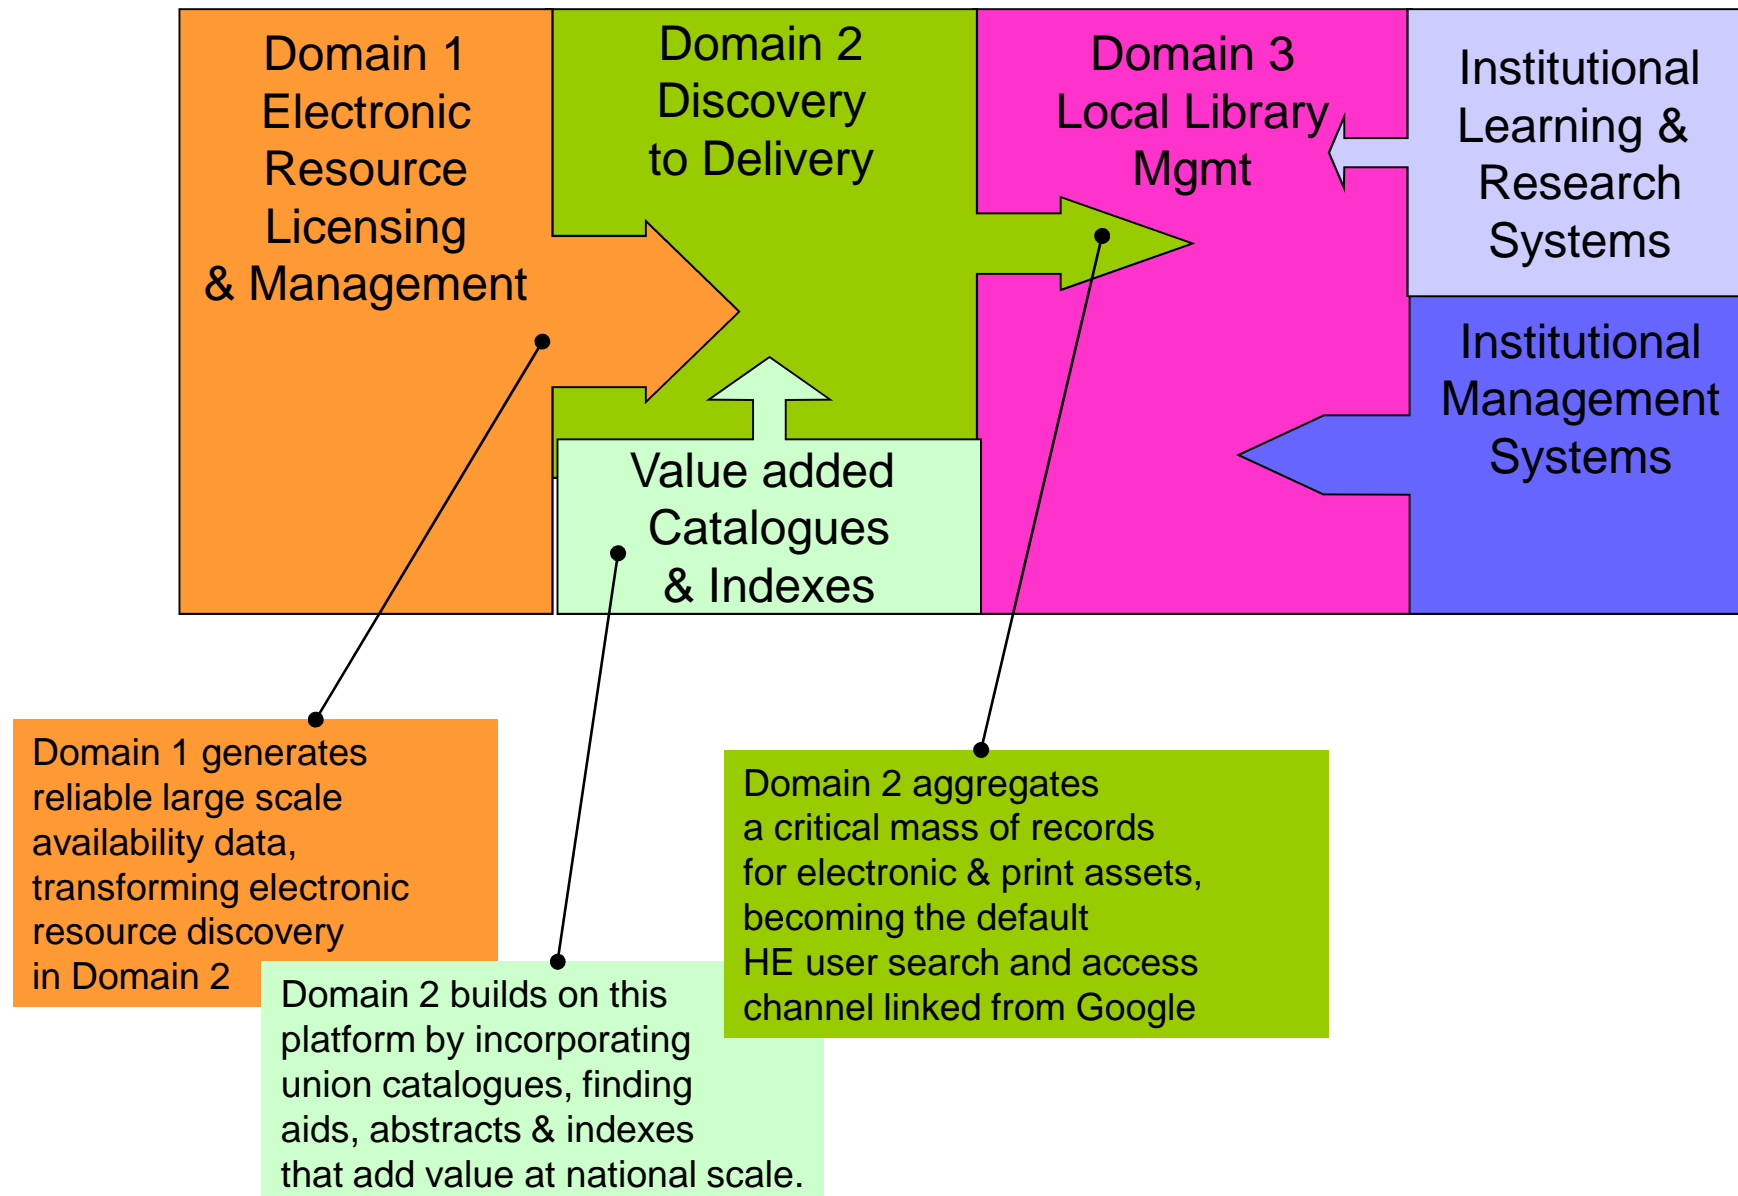 Domain 1
Electronic
Resource
Licensing
& Management
Domain 2
Discovery
to Delivery
Domain 3
Local Library
Mgmt
Institutional
Learning &
Research
Systems
Institutional
Management
Systems
Value added
Catalogues
& Indexes
Domain 1 generates
reliable large scale
availability data,
transforming electronic
resource discovery
in Domain 2
Domain 2 builds on this
platform by incorporating
union catalogues, finding
aids, abstracts & indexes
that add value at national scale.
Domain 2 aggregates
a critical mass of records
for electronic & print assets,
becoming the default
HE user search and access
channel linked from Google